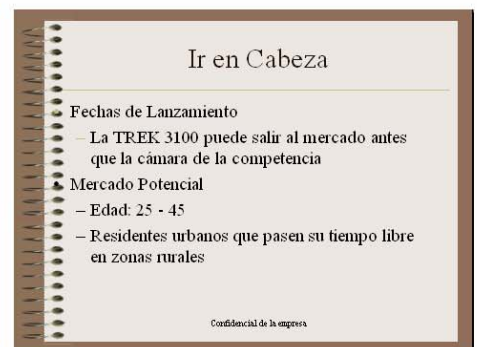 Ir en Cabeza
Fechas de Lanzamiento
– La TREK 3100 puede salir al mercado antes
que la cámara de la competencia
• Mercado Potencial
– Edad: 25 - 45
– Residentes urbanos que pasen su tiempo libre
en zonas rurales
Confidencial de la empresa